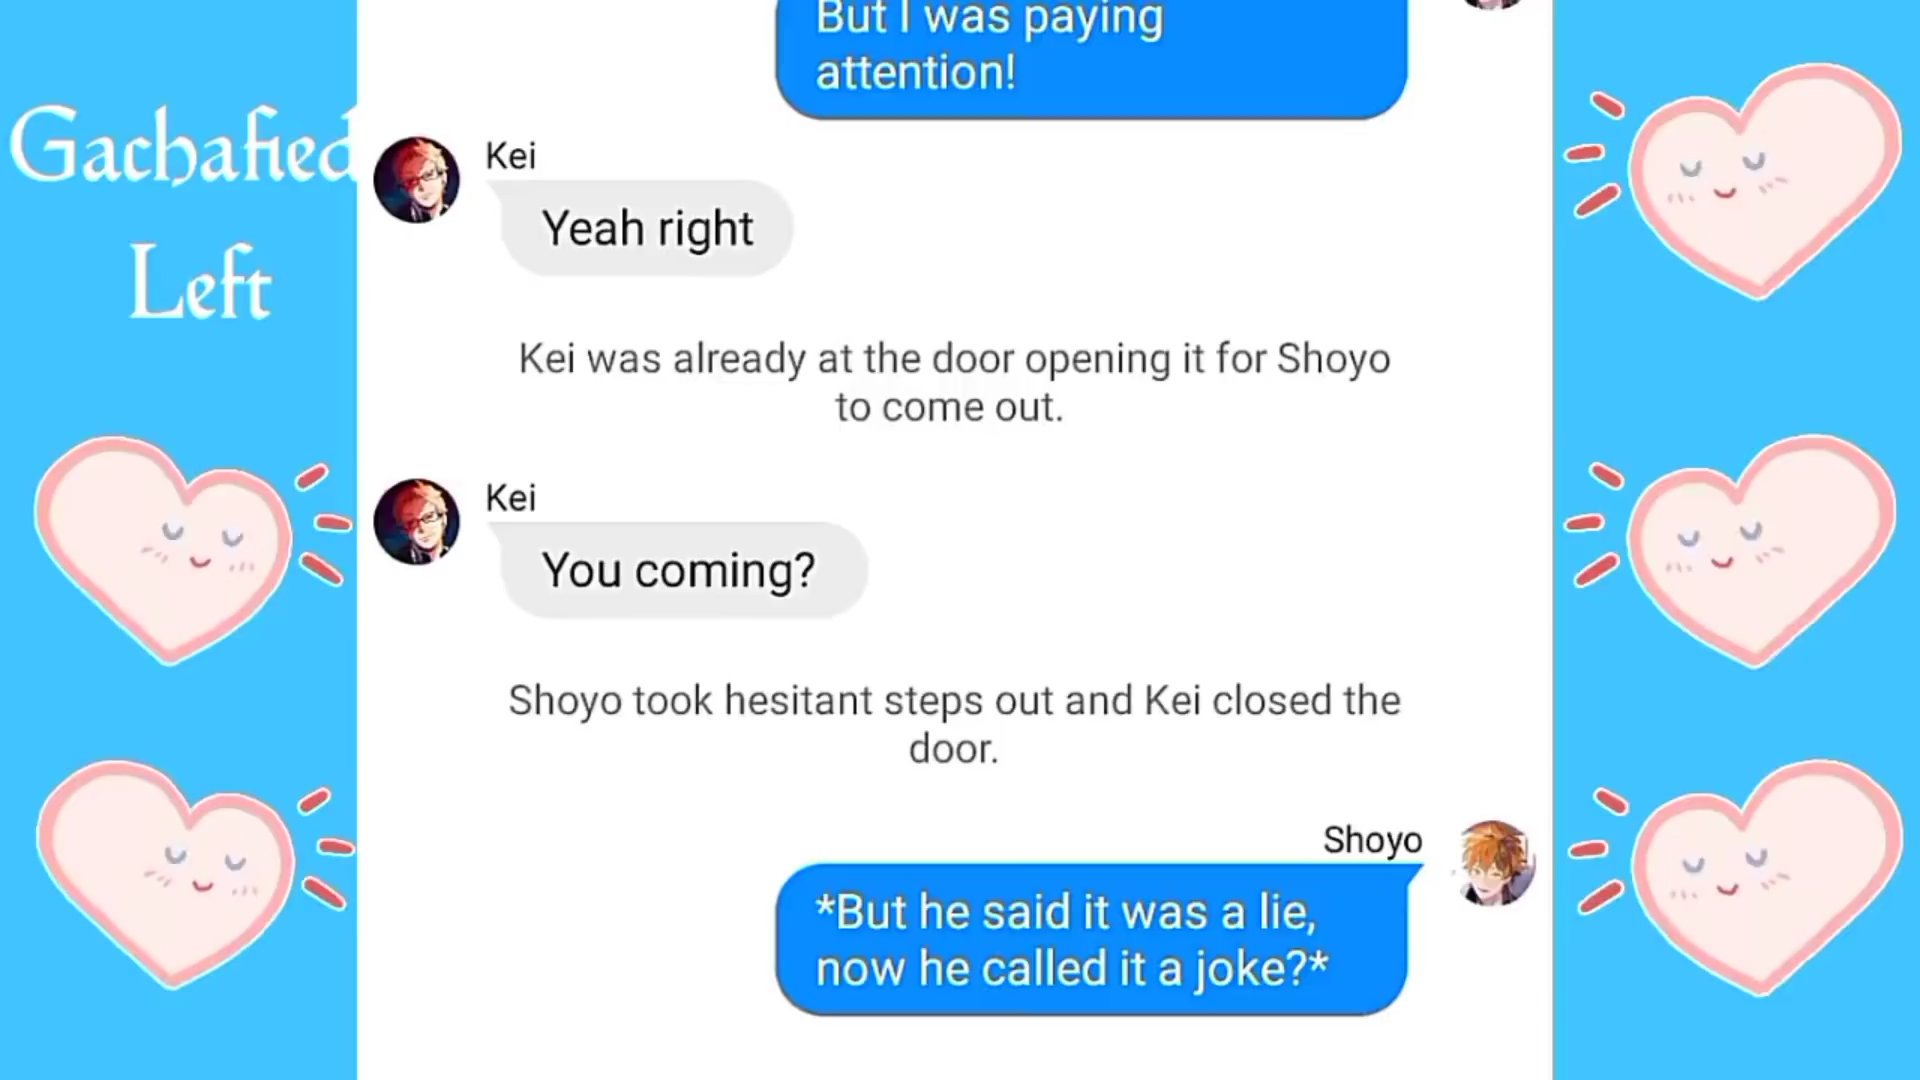 Gachafied
Left
But I was paying
attention!
Kei
Yeah right
Kei was already at the door opening it for Shoyo
to come out.
Kei
You coming?
Shoyo took hesitant steps out and Kei closed the
door.
Shoyo
*But he said it was a lie,
now he called it a joke?*